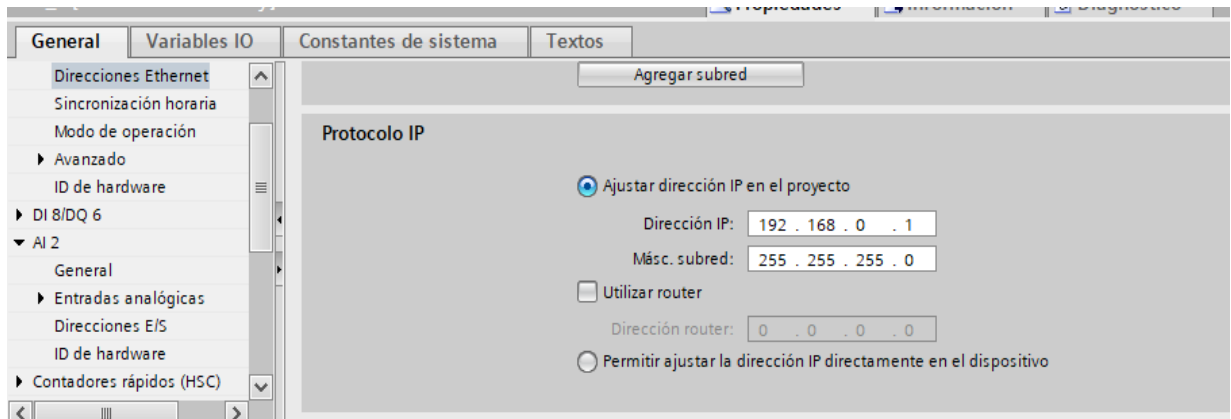 Propiedades Información Diagnóstico
General Variables IO Constantes de sistema Textos
Direcciones Ethernet
Sincronización horaria
Modo de operación
Avanzado
ID de hardware
DI 8/DQ 6
AI 2
General
Entradas analógicas
Direcciones E/S
ID de hardware
Contadores rápidos (HSC)
Agregar subred
Protocolo IP
Ajustar dirección IP en el proyecto
Dirección IP: 192 . 168 . 0 . 1
Másc. subred: 255 . 255 . 255 . 0
Utilizar router
Dirección router: 0 . 0 . 0 . 0
Permitir ajustar la dirección IP directamente en el dispositivo